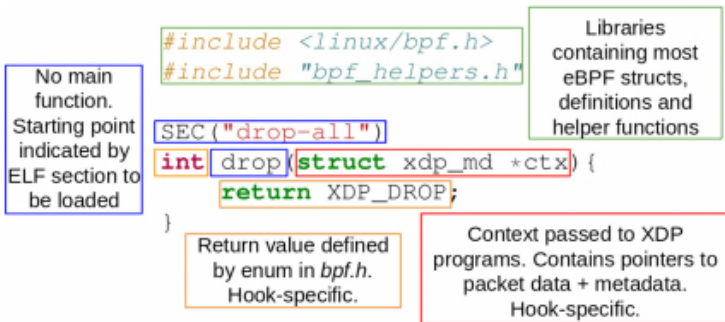 #include <linux/bpf.h>
#include "bpf_helpers.h"
Libraries
containing most
eBPF structs,
definitions and
helper functions
No main
function.
Starting point
indicated by
ELF section to
be loaded
SEC("drop-all")
int drop(struct xdp_md *ctx){
return XDP_DROP;
}
Return value defined
by enum in bpf.h.
Hook-specific.
Context passed to XDP
programs. Contains pointers to
packet data + metadata.
Hook-specific.